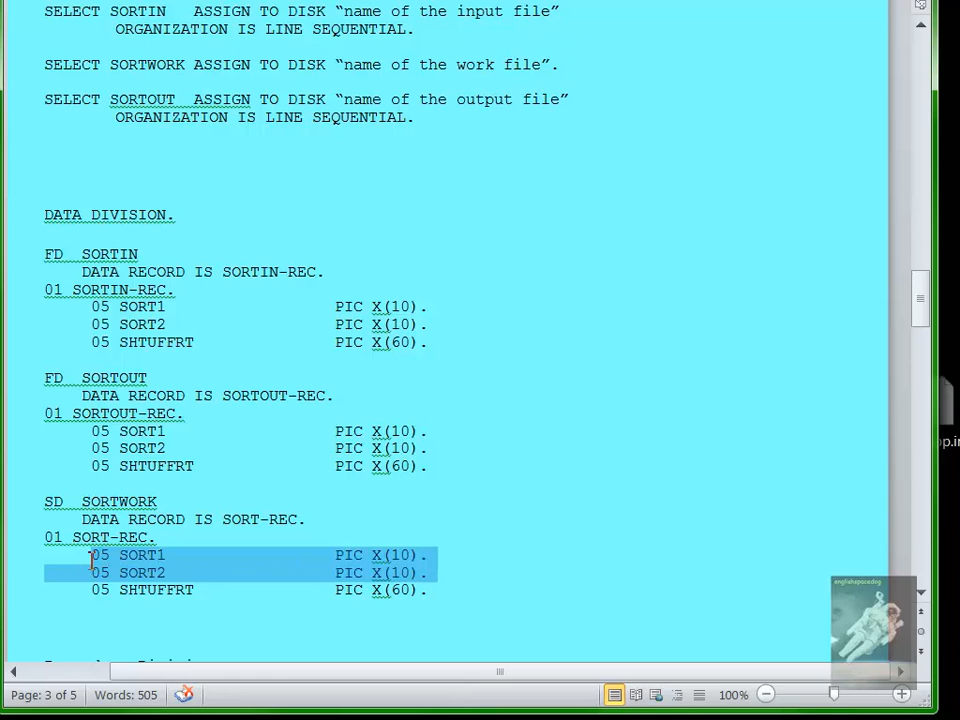 SELECT SORTIN   ASSIGN TO DISK “name of the input file”
ORGANIZATION IS LINE SEQUENTIAL.
SELECT SORTWORK ASSIGN TO DISK “name of the work file”.
SELECT SORTOUT  ASSIGN TO DISK “name of the output file”
ORGANIZATION IS LINE SEQUENTIAL.
DATA DIVISION.
FD  SORTIN
DATA RECORD IS SORTIN-REC.
01 SORTIN-REC.
05 SORT1 PIC X(10).
05 SORT2 PIC X(10).
05 SHTUFFRT PIC X(60).
FD  SORTOUT
DATA RECORD IS SORTOUT-REC.
01 SORTOUT-REC.
05 SORT1 PIC X(10).
05 SORT2 PIC X(10).
05 SHTUFFRT PIC X(60).
SD  SORTWORK
DATA RECORD IS SORT-REC.
01 SORT-REC.
05 SORT1 PIC X(10).
05 SORT2 PIC X(10).
05 SHTUFFRT PIC X(60).
englishspacedog
Page: 3 of 5 Words: 505 100%